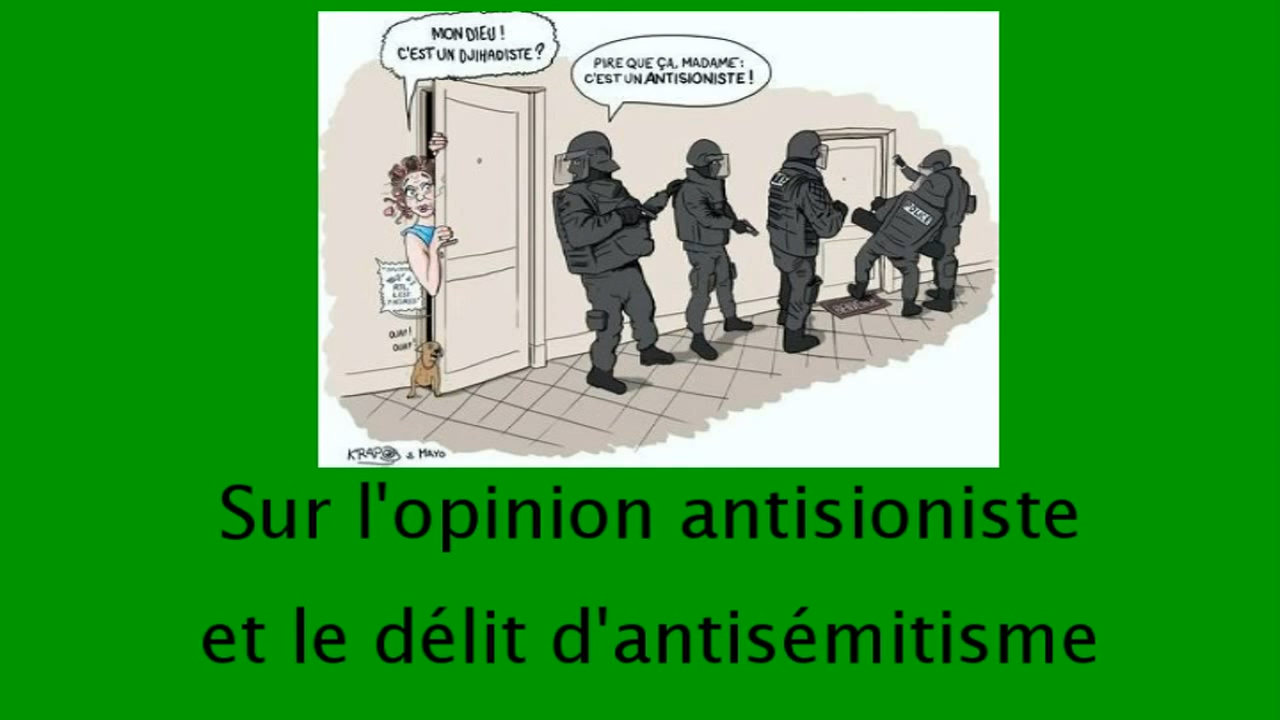 MON DIEU !
C'EST UN DJIHADISTE ?
PIRE QUE ÇA, MADAME :
C'EST UN ANTISIONISTE !
POLICE
OUAF!
OUAF!
KRAPO & MAYO
Sur l'opinion antisioniste
et le délit d'antisémitisme